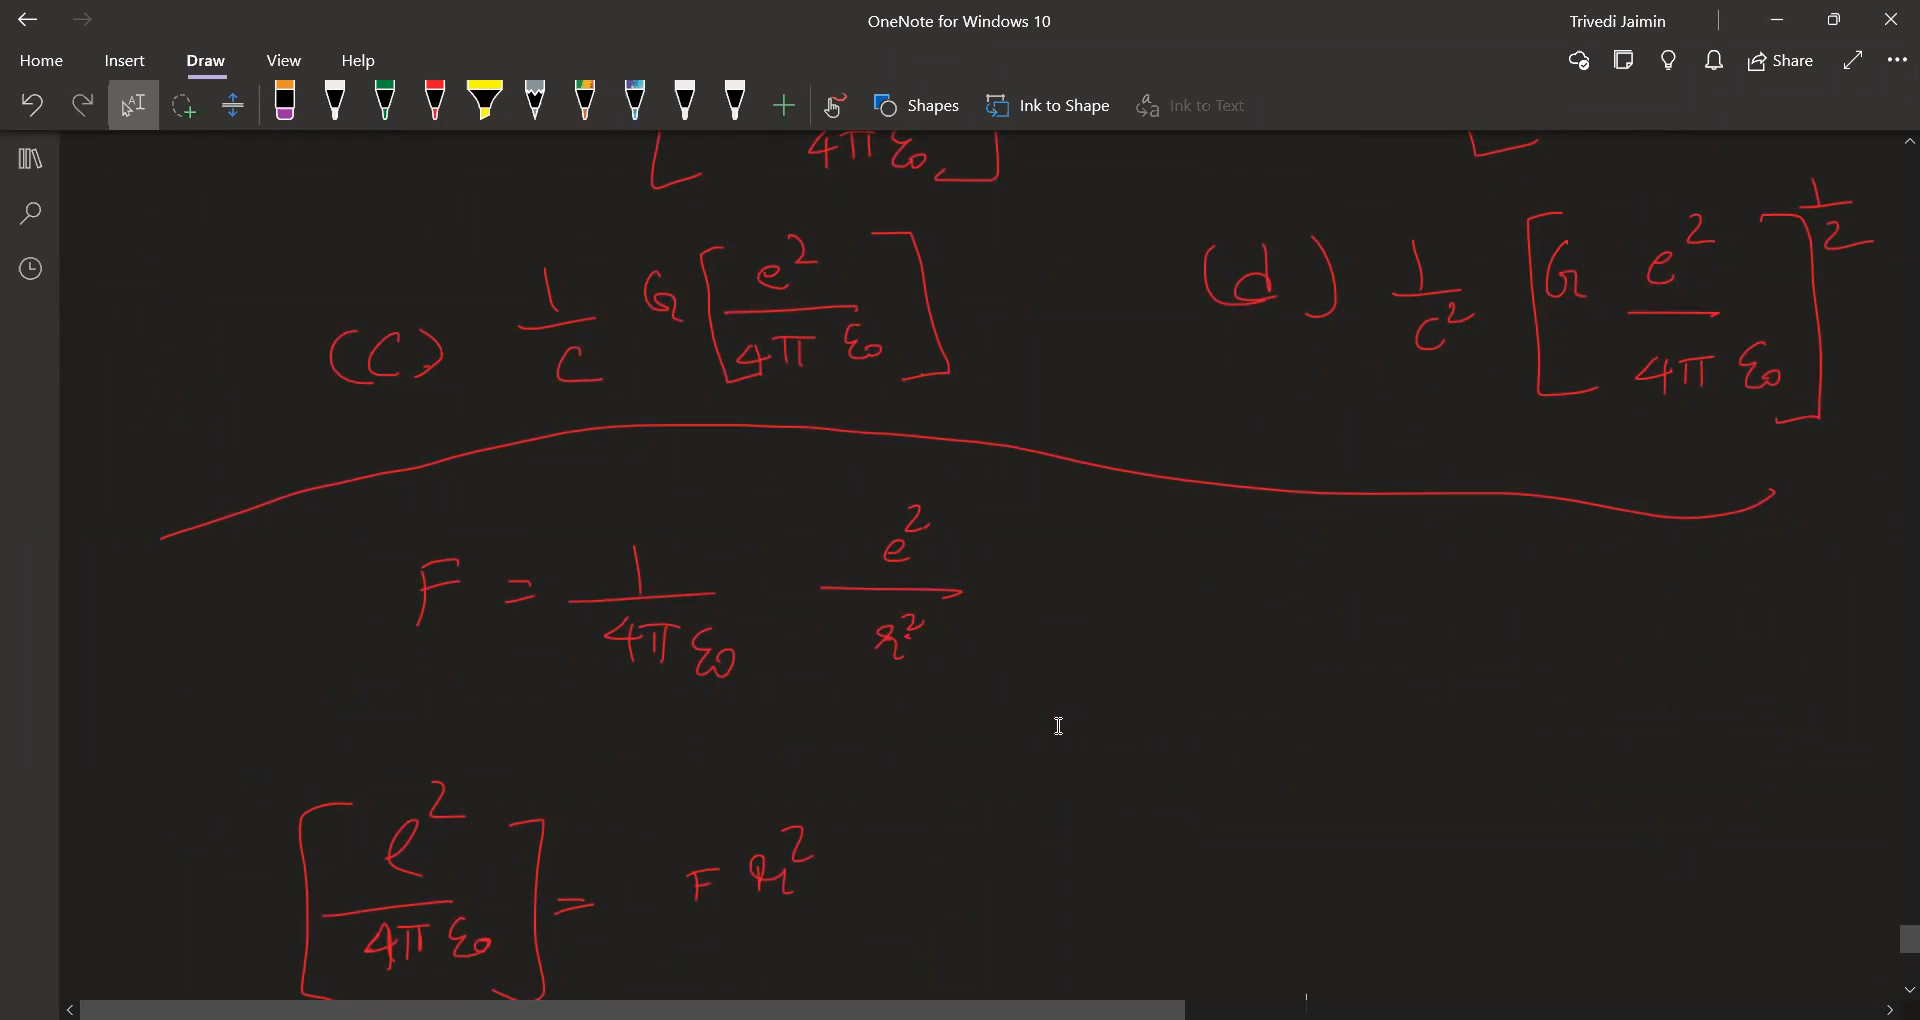 OneNote for Windows 10
Trivedi Jaimin
Home Insert Draw View Help
Share
Shapes Ink to Shape Ink to Text
4π ε₀
(c) 1/c G [e²/4π ε₀]
(d) 1/c² [G e²/4π ε₀]^1/2
F = 1/4π ε₀ e²/r²
[e²/4π ε₀] = F r²